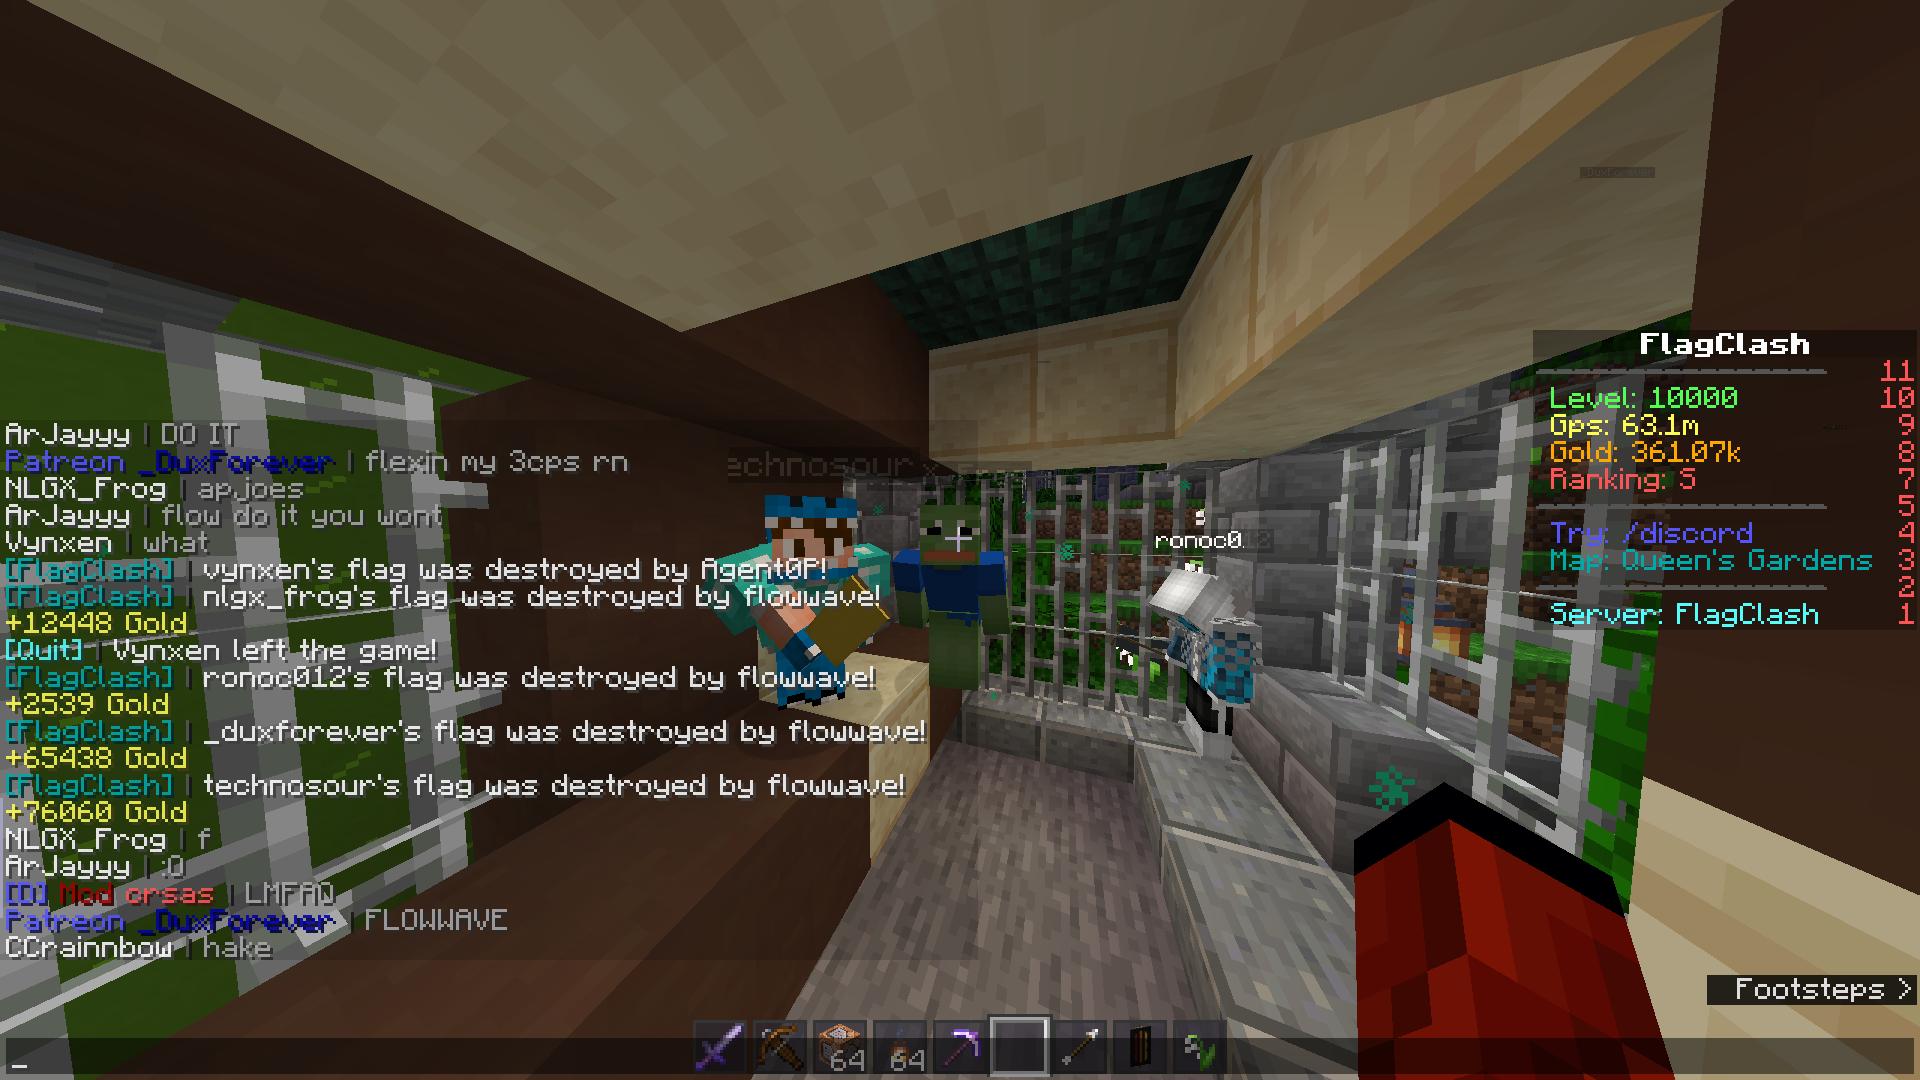 ArJayyy | DO IT
Patreon _DuxForever | flexin my 3cps rn
NLGX_Frog | apjoes
ArJayyy | flow do it you wont
Vynxen | what
[FlagClash] | vynxen's flag was destroyed by Agent0P!
[FlagClash] | nlgx_frog's flag was destroyed by flowwave!
+12448 Gold
[Quit] | Vynxen left the game!
[FlagClash] | ronoc012's flag was destroyed by flowwave!
+2539 Gold
[FlagClash] | _duxforever's flag was destroyed by flowwave!
+65438 Gold
[FlagClash] | technosour's flag was destroyed by flowwave!
+76060 Gold
NLGX_Frog | f
ArJayyy | :O
[D] Mod orsas | LMFAO
Patreon _DuxForever | FLOWWAVE
CCrainnbow | hake
_
_DuxForever
technosour
ronoc0
FlagClash
11
Level: 10000 10
Gps: 63.1m 9
Gold: 361.07k 8
Ranking: 5 7
5
Try: /discord 4
Map: Queen's Gardens 3
2
Server: FlagClash 1
Footsteps >
64
64